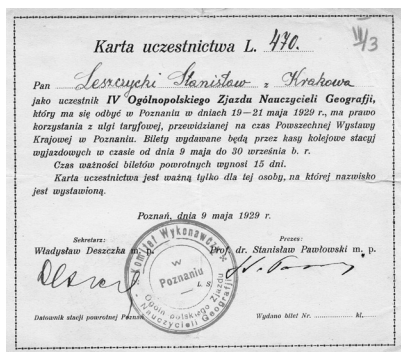 Karta uczestnictwa L. 470.
II/3
Pan Leszczycki Stanisław z Krakowa
jako uczestnik IV Ogólnopolskiego Zjazdu Nauczycieli Geografji,
który ma się odbyć w Poznaniu w dniach 19—21 maja 1929 r., ma prawo
korzystania z ulgi taryfowej, przewidzianej na czas Powszechnej Wystawy
Krajowej w Poznaniu. Bilety wydawane będą przez kasy kolejowe stacyj
wyjazdowych w czasie od dnia 9 maja do 30 września b. r.
Czas ważności biletów powrotnych wynosi 15 dni.
Karta uczestnictwa jest ważną tylko dla tej osoby, na której nazwisko
jest wystawioną.
Poznań, dnia 9 maja 1929 r.
Sekretarz: Prezes:
Władysław Deszczka m. p. Prof. dr. Stanisław Pawłowski m. p.
Komitet Wykonawczy
w
Poznaniu
Ogóln. polskiego Zjazdu
Nauczycieli Geografji
L. S.
Datownik stacji powrotnej Poznań Wydano bilet Nr. kl.